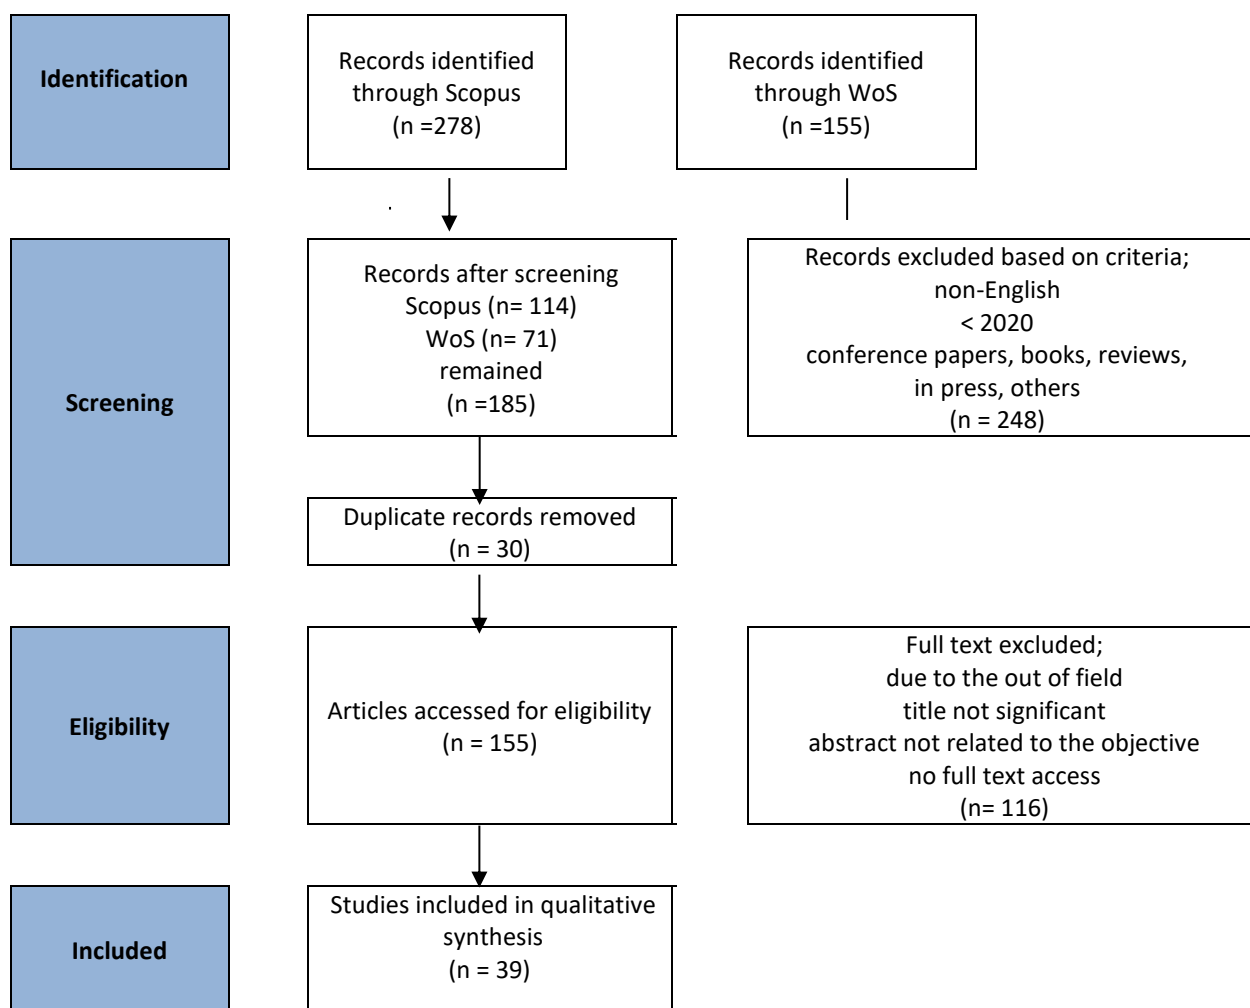 Identification
Records identified
through Scopus
(n =278)
Records identified
through WoS
(n =155)
Screening
Records after screening
Scopus (n= 114)
WoS (n= 71)
remained
(n =185)
Records excluded based on criteria;
non-English
< 2020
conference papers, books, reviews,
in press, others
(n = 248)
Duplicate records removed
(n = 30)
Eligibility
Articles accessed for eligibility
(n = 155)
Full text excluded;
due to the out of field
title not significant
abstract not related to the objective
no full text access
(n= 116)
Included
Studies included in qualitative
synthesis
(n = 39)